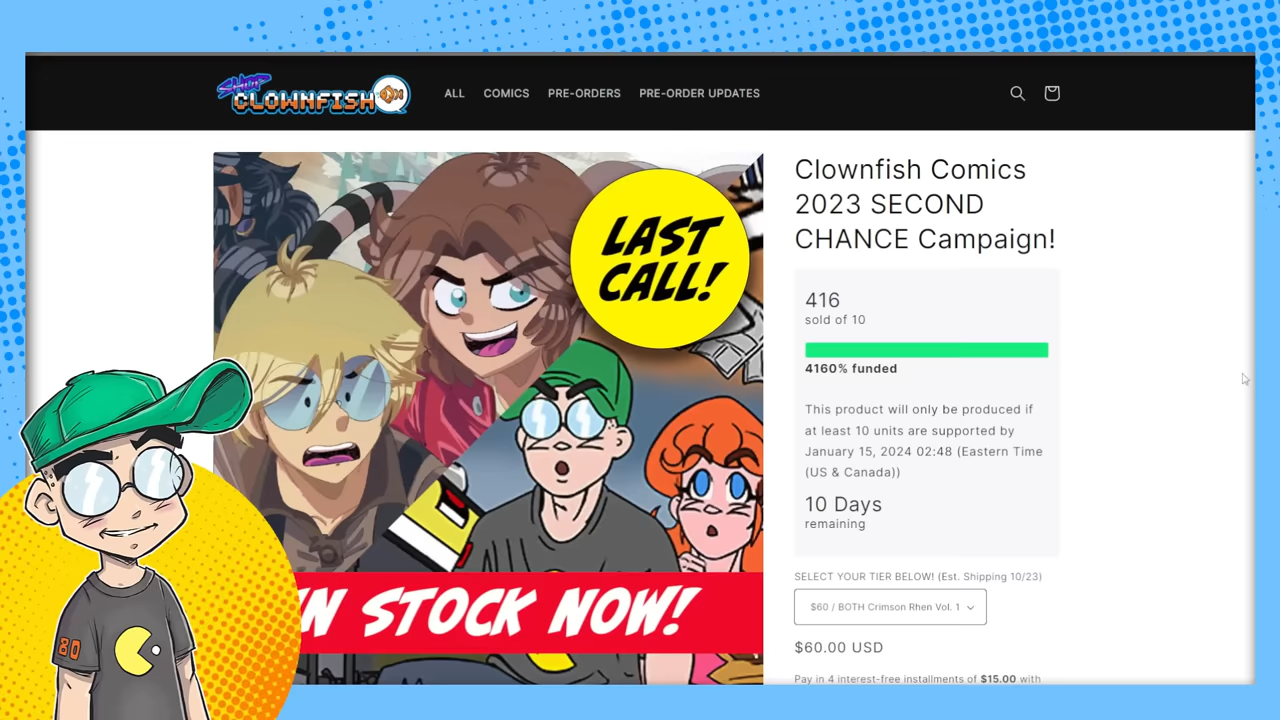 SHOP
CLOWNFISH
ALL
COMICS
PRE-ORDERS
PRE-ORDER UPDATES
LAST
CALL!
N STOCK NOW!
80
Clownfish Comics
2023 SECOND
CHANCE Campaign!
416
sold of 10
4160% funded
This product will only be produced if
at least 10 units are supported by
January 15, 2024 02:48 (Eastern Time
(US & Canada))
10 Days
remaining
SELECT YOUR TIER BELOW! (Est. Shipping 10/23)
$60 / BOTH Crimson Rhen Vol. 1
$60.00 USD
Pay in 4 interest-free installments of $15.00 with